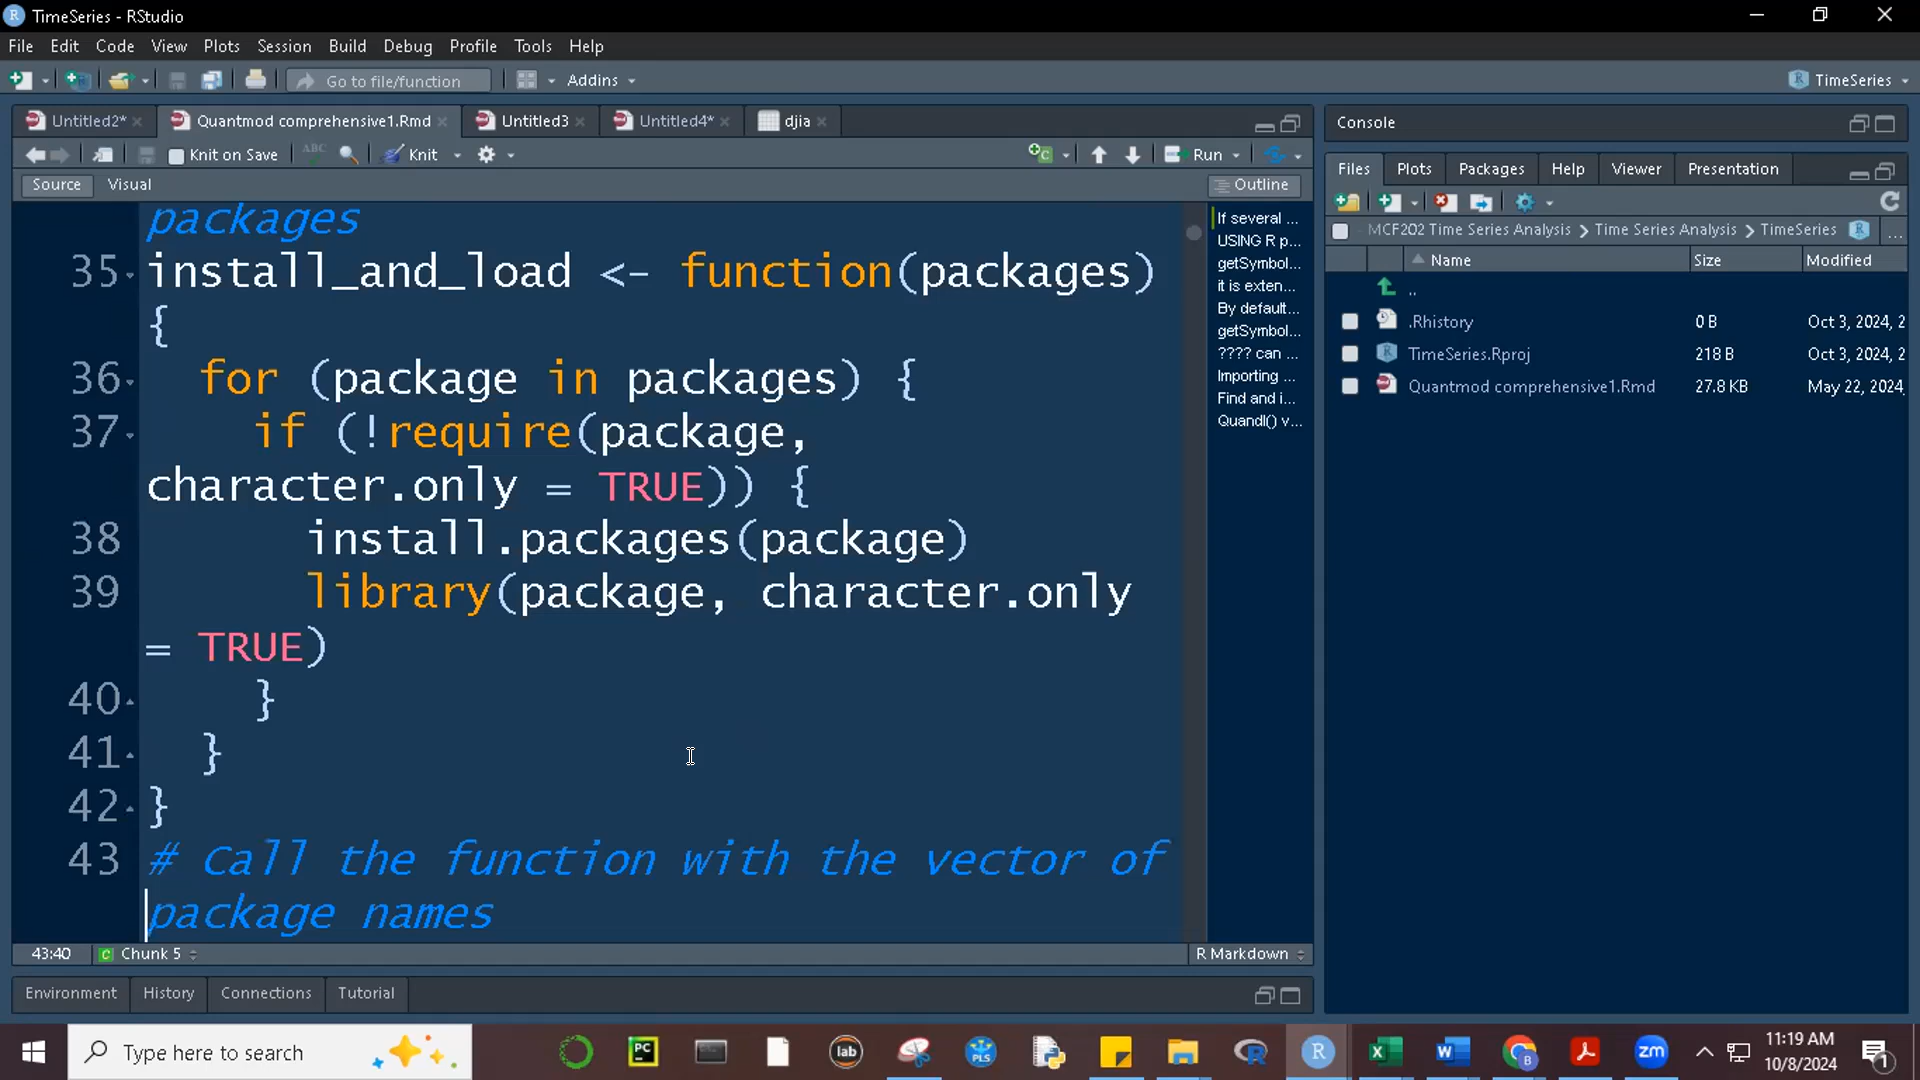 TimeSeries - RStudio
File Edit Code View Plots Session Build Debug Profile Tools Help
Go to file/function Addins TimeSeries
Untitled2* Quantmod comprehensive1.Rmd Untitled3 Untitled4* djia
Knit on Save ABC Knit Run
Source Visual Outline
packages
35 install_and_load <- function(packages)
{
36 for (package in packages) {
37 if (!require(package,
character.only = TRUE)) {
38 install.packages(package)
39 library(package, character.only
= TRUE)
40 }
41 }
42 }
43 # Call the function with the vector of
package names
If several ...
USING R p...
getSymbol...
it is exten...
By default...
getSymbol...
???? can ...
Importing ...
Find and i...
Quandl() v...
43:40 Chunk 5 R Markdown
Environment History Connections Tutorial
Console
Files Plots Packages Help Viewer Presentation
MCF202 Time Series Analysis Time Series Analysis TimeSeries ...
Name Size Modified
..
.Rhistory 0 B Oct 3, 2024, 2
TimeSeries.Rproj 218 B Oct 3, 2024, 2
Quantmod comprehensive1.Rmd 27.8 KB May 22, 2024,
Type here to search PC lab PLS zm
11:19 AM
10/8/2024
1